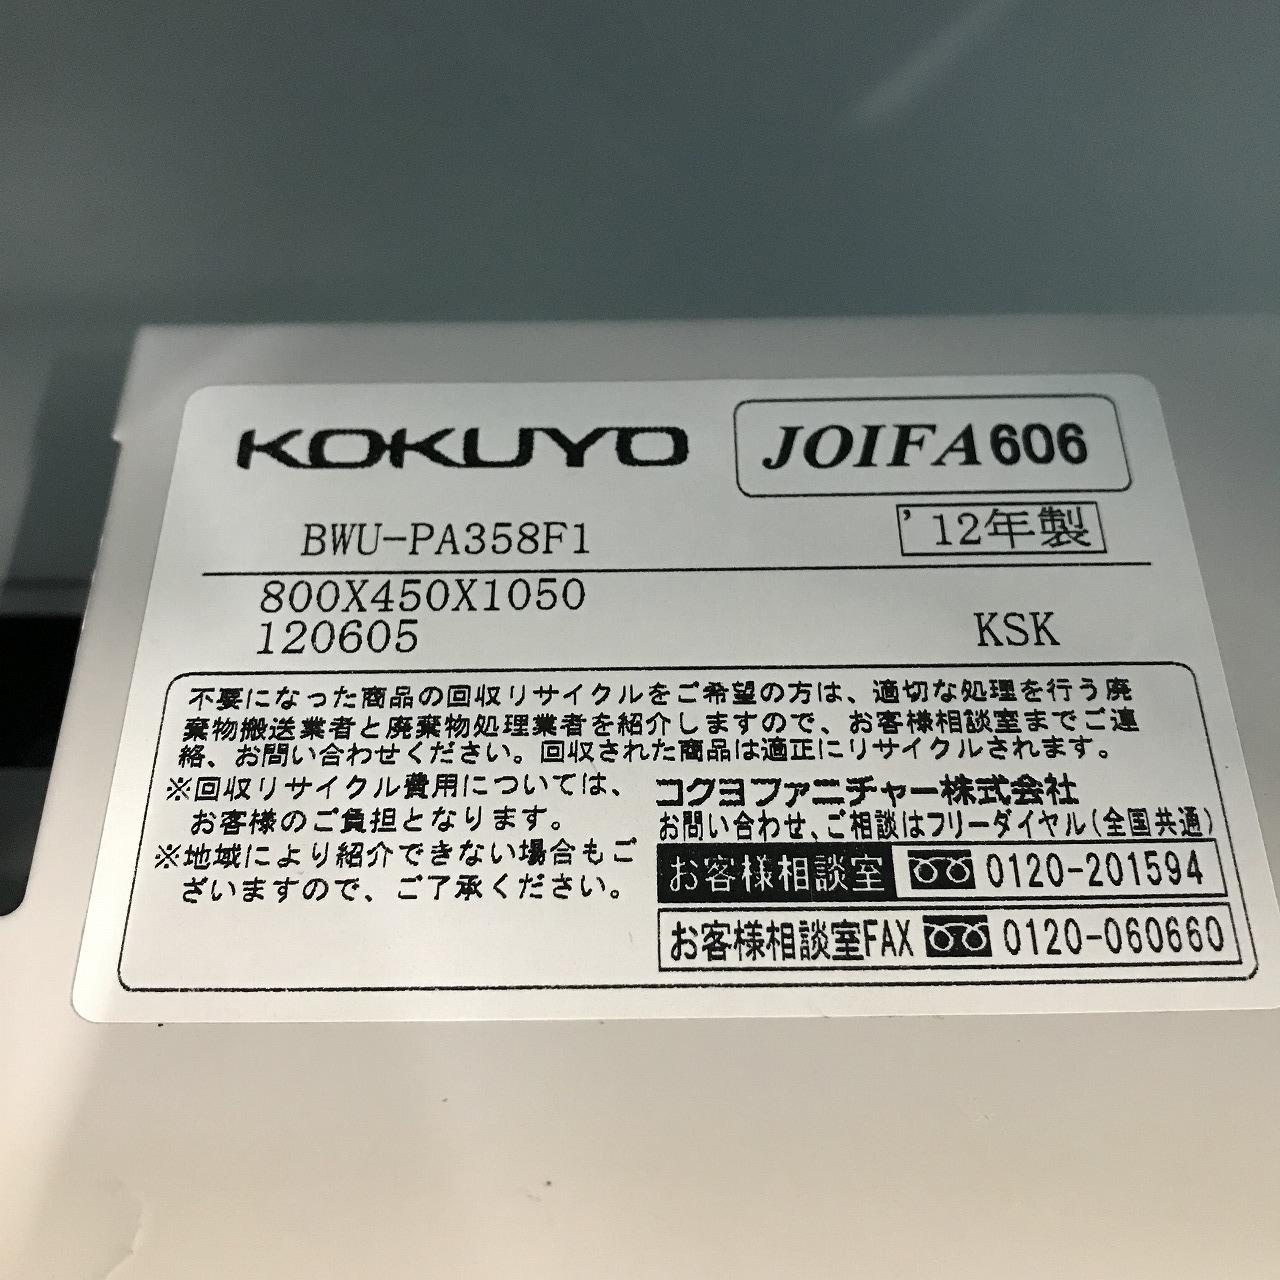 KOKUYO
JOIFA606
BWU-PA358F1
'12年製
800X450X1050
120605
KSK
不要になった商品の回収リサイクルをご希望の方は、適切な処理を行う廃
棄物搬送業者と廃棄物処理業者を紹介しますので、お客様相談室までご連
絡、お問い合わせください。回収された商品は適正にリサイクルされます。
※回収リサイクル費用については、
お客様のご負担となります。
※地域により紹介できない場合もご
ざいますので、ご了承ください。
コクヨファニチャー株式会社
お問い合わせ、ご相談はフリーダイヤル(全国共通)
お客様相談室 0120-201594
お客様相談室FAX 0120-060660